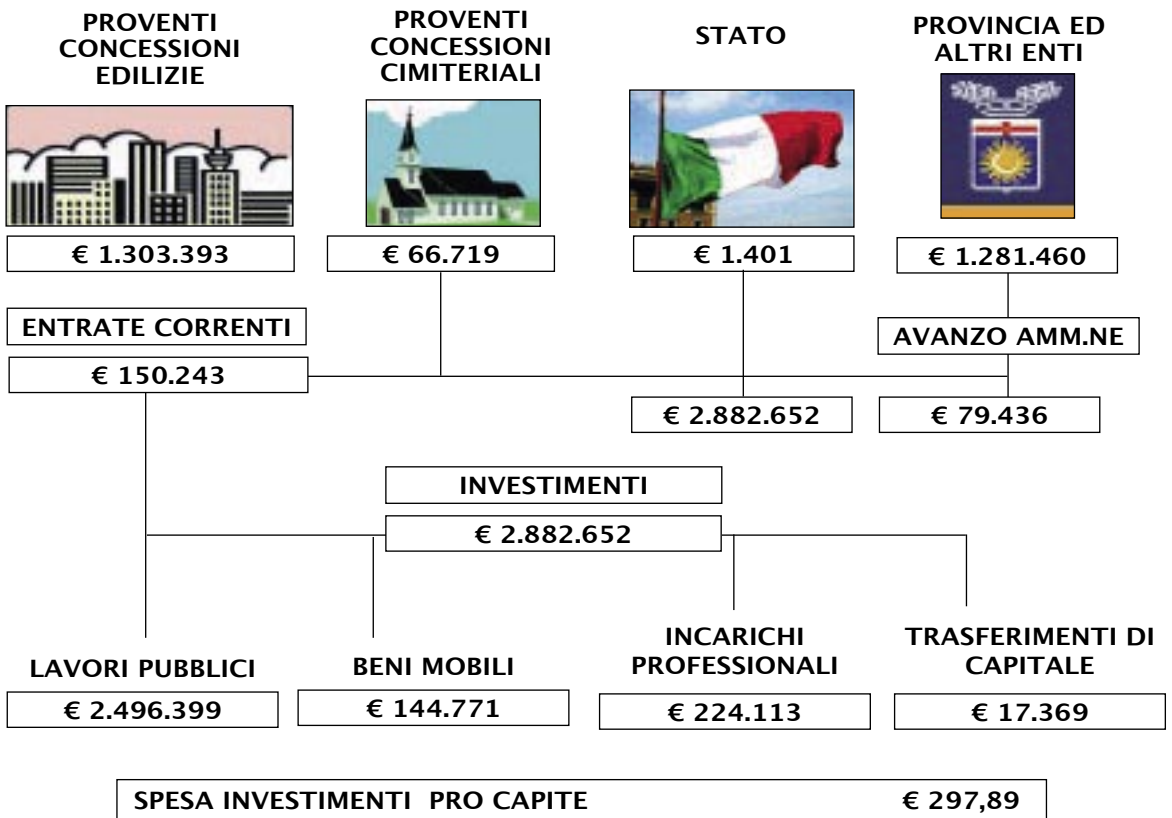 PROVENTI
CONCESSIONI
EDILIZIE
PROVENTI
CONCESSIONI
CIMITERIALI
STATO
PROVINCIA ED
ALTRI ENTI
€ 1.303.393
€ 66.719
€ 1.401
€ 1.281.460
ENTRATE CORRENTI
AVANZO AMM.NE
€ 150.243
€ 2.882.652
€ 79.436
INVESTIMENTI
€ 2.882.652
LAVORI PUBBLICI
BENI MOBILI
INCARICHI
PROFESSIONALI
TRASFERIMENTI DI
CAPITALE
€ 2.496.399
€ 144.771
€ 224.113
€ 17.369
SPESA INVESTIMENTI PRO CAPITE € 297,89